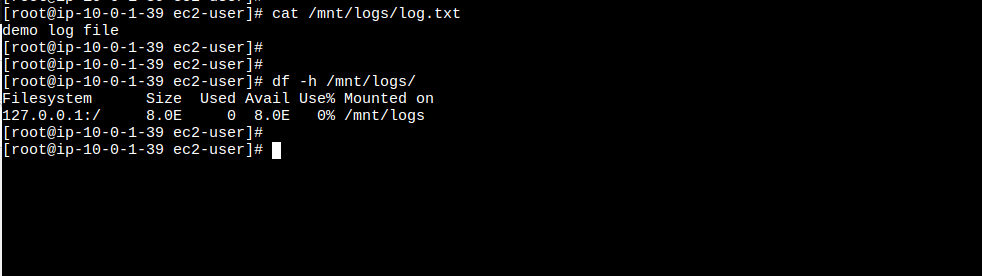 [root@ip-10-0-1-39 ec2-user]# cat /mnt/logs/log.txt
demo log file
[root@ip-10-0-1-39 ec2-user]#
[root@ip-10-0-1-39 ec2-user]#
[root@ip-10-0-1-39 ec2-user]# df -h /mnt/logs/
Filesystem      Size  Used Avail Use% Mounted on
127.0.0.1:/     8.0E     0  8.0E   0% /mnt/logs
[root@ip-10-0-1-39 ec2-user]#
[root@ip-10-0-1-39 ec2-user]#